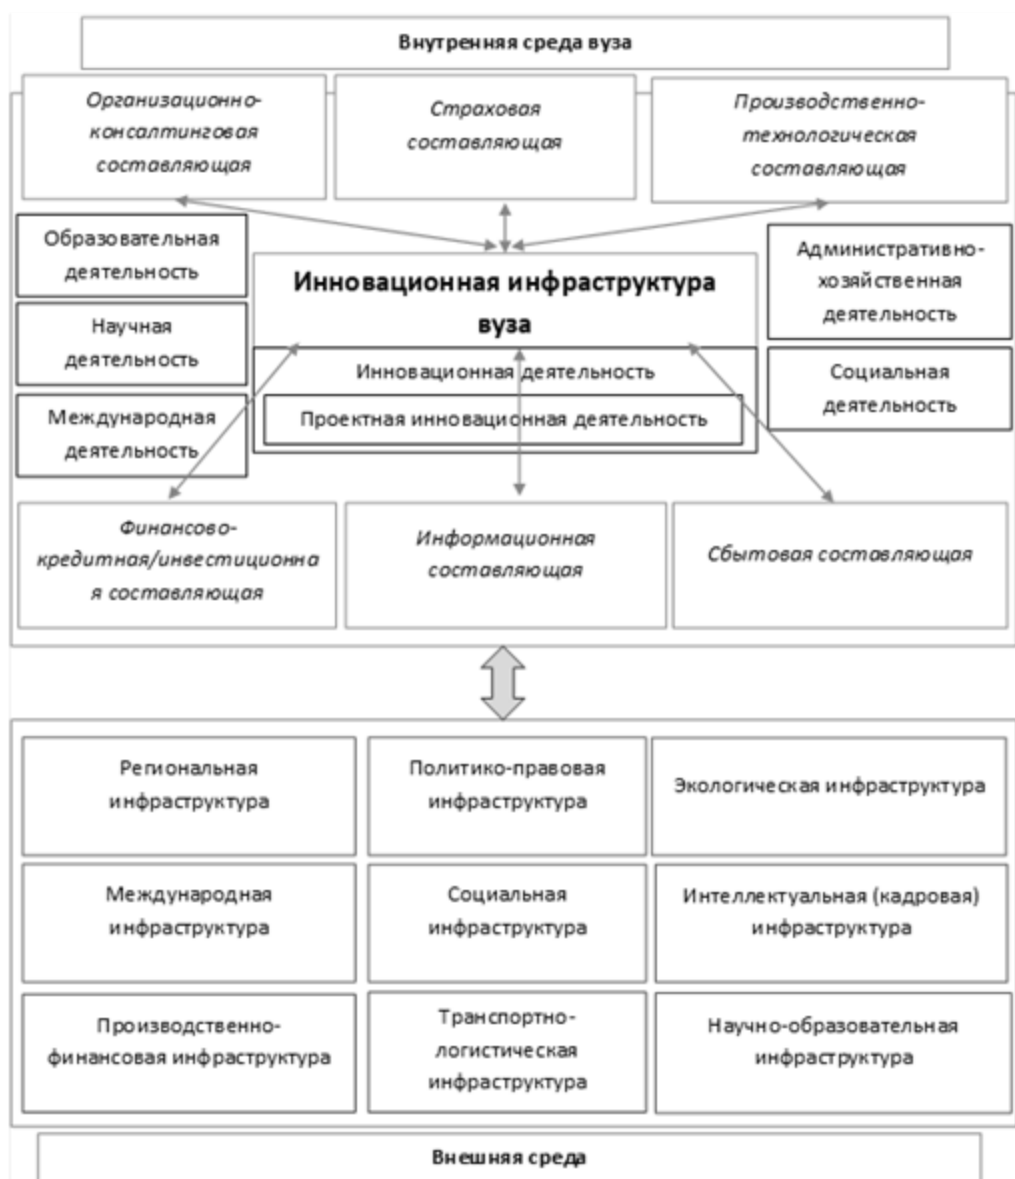 Внутренняя среда вуза
Организационно-
консалтинговая
составляющая
Страховая
составляющая
Производственно-
технологическая
составляющая
Образовательная
деятельность
Научная
деятельность
Международная
деятельность
Инновационная инфраструктура
вуза
Инновационная деятельность
Проектная инновационная деятельность
Административно-
хозяйственная
деятельность
Социальная
деятельность
Финансово-
кредитная/инвестиционна
я составляющая
Информационная
составляющая
Сбытовая составляющая
Региональная
инфраструктура
Политико-правовая
инфраструктура
Экологическая инфраструктура
Международная
инфраструктура
Социальная
инфраструктура
Интеллектуальная (кадровая)
инфраструктура
Производственно-
финансовая инфраструктура
Транспортно-
логистическая
инфраструктура
Научно-образовательная
инфраструктура
Внешняя среда